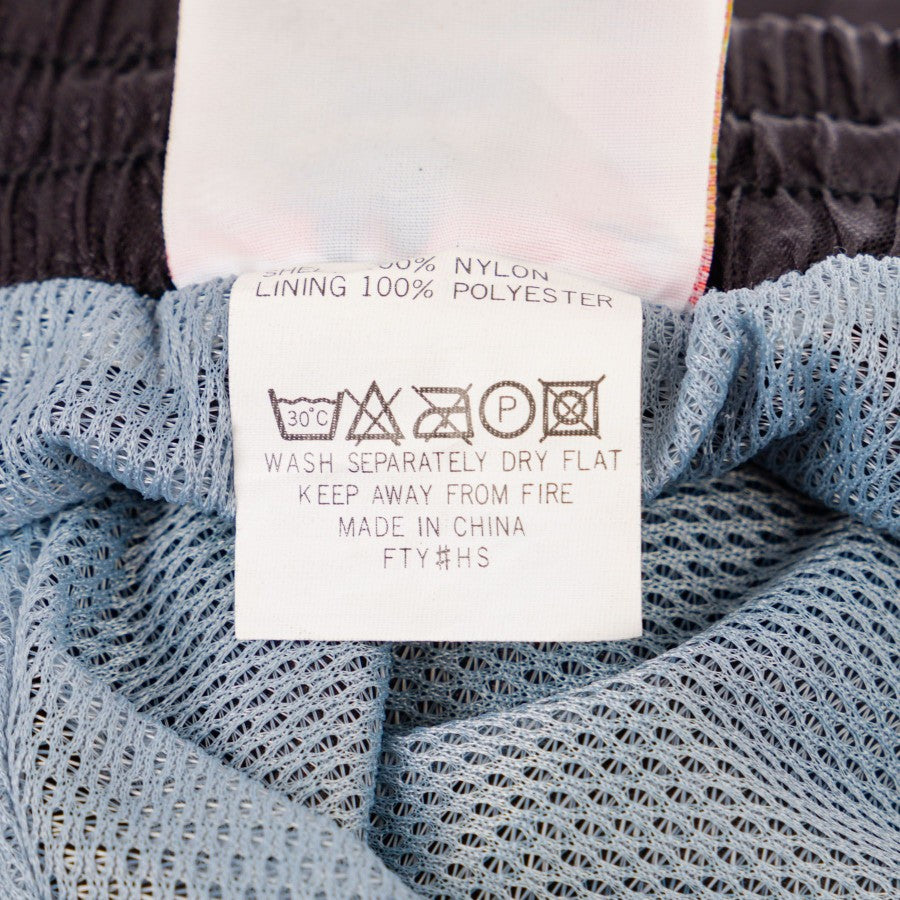 NYLON
LINING 100% POLYESTER
30°C P
WASH SEPARATELY DRY FLAT
KEEP AWAY FROM FIRE
MADE IN CHINA
FTY#HS